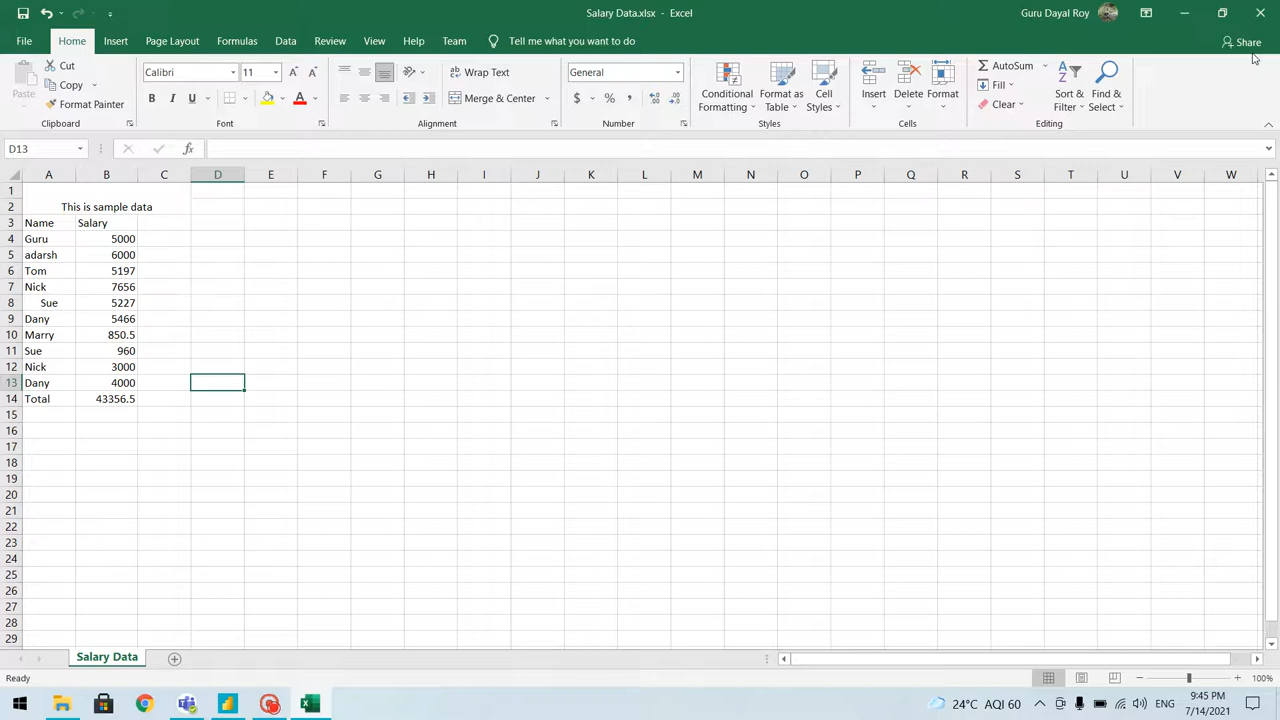 Salary Data.xlsx - Excel
Guru Dayal Roy
File Home Insert Page Layout Formulas Data Review View Help Team Tell me what you want to do Share
Cut
Copy
Format Painter
Paste
Clipboard
Calibri 11
B I U
Font
Wrap Text
Merge & Center
Alignment
General
$ % ,
Number
Conditional Formatting
Format as Table
Cell Styles
Styles
Insert Delete Format
Cells
AutoSum
Fill
Clear
Sort & Filter
Find & Select
Editing
D13
fx
A B C D E F G H I J K L M N O P Q R S T U V W
1
2 This is sample data
3 Name Salary
4 Guru 5000
5 adarsh 6000
6 Tom 5197
7 Nick 7656
8 Sue 5227
9 Dany 5466
10 Marry 850.5
11 Sue 960
12 Nick 3000
13 Dany 4000
14 Total 43356.5
15
16
17
18
19
20
21
22
23
24
25
26
27
28
29
Salary Data
Ready
100%
24°C AQI 60
ENG
9:45 PM
7/14/2021